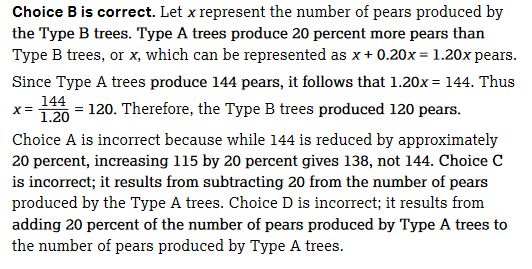 Choice B is correct. Let x represent the number of pears produced by
the Type B trees. Type A trees produce 20 percent more pears than
Type B trees, or x, which can be represented as x + 0.20x = 1.20x pears.
Since Type A trees produce 144 pears, it follows that 1.20x = 144. Thus
x = 144/1.20 = 120. Therefore, the Type B trees produced 120 pears.
Choice A is incorrect because while 144 is reduced by approximately
20 percent, increasing 115 by 20 percent gives 138, not 144. Choice C
is incorrect; it results from subtracting 20 from the number of pears
produced by the Type A trees. Choice D is incorrect; it results from
adding 20 percent of the number of pears produced by Type A trees to
the number of pears produced by Type A trees.